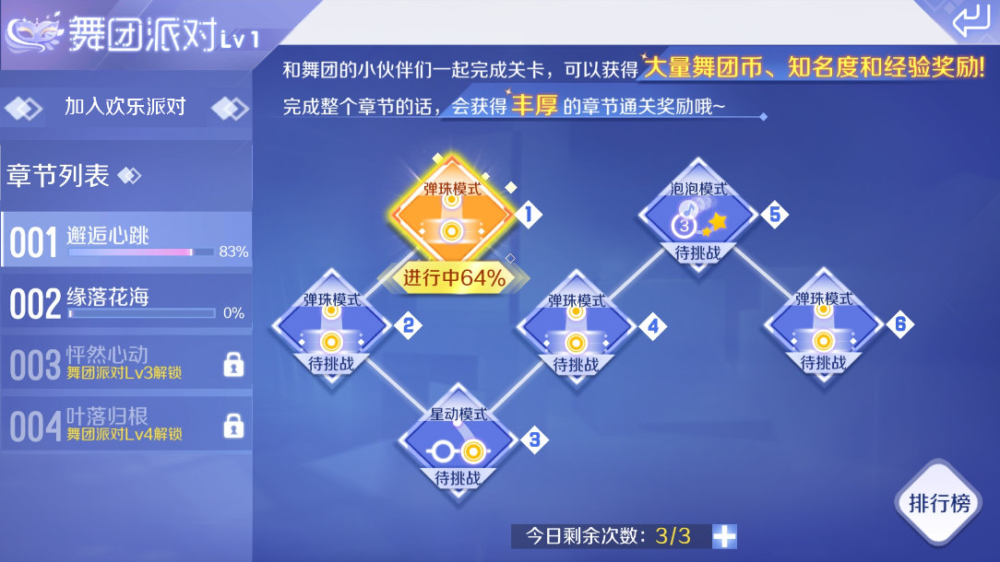 舞团派对Lv1
和舞团的小伙伴们一起完成关卡，可以获得大量舞团币、知名度和经验奖励!
完成整个章节的话，会获得丰厚的章节通关奖励哦~
加入欢乐派对
章节列表
001 邂逅心跳
83%
002 缘落花海
0%
003 怦然心动
舞团派对Lv3解锁
004 叶落归根
舞团派对Lv4解锁
弹珠模式
1
进行中64%
弹珠模式
2
待挑战
星动模式
3
待挑战
弹珠模式
4
待挑战
泡泡模式
3
5
待挑战
弹珠模式
6
待挑战
排行榜
今日剩余次数：3/3